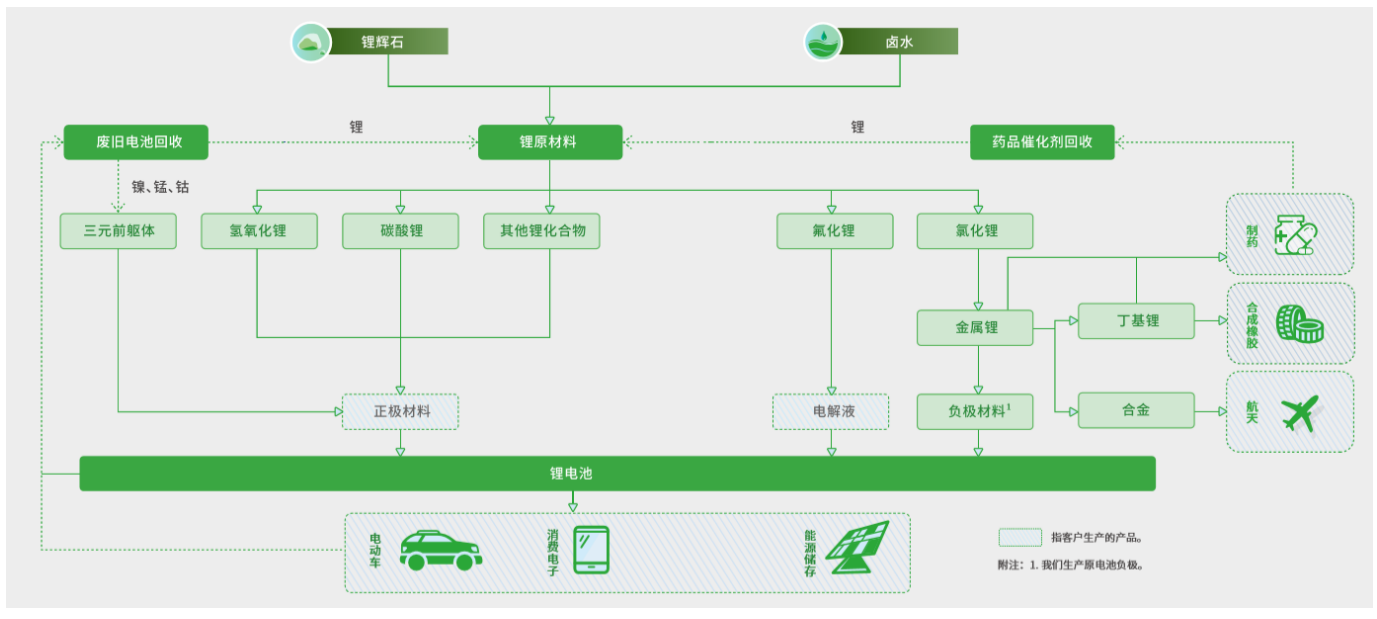 锂辉石
卤水
废旧电池回收
锂
锂原材料
锂
药品催化剂回收
镍、锰、钴
三元前驱体
氢氧化锂
碳酸锂
其他锂化合物
氟化锂
氯化锂
制药
金属锂
丁基锂
合成橡胶
正极材料
电解液
负极材料¹
合金
航天
锂电池
电动车
消费电子
能源储存
指客户生产的产品。
附注：1. 我们生产原电池负极。